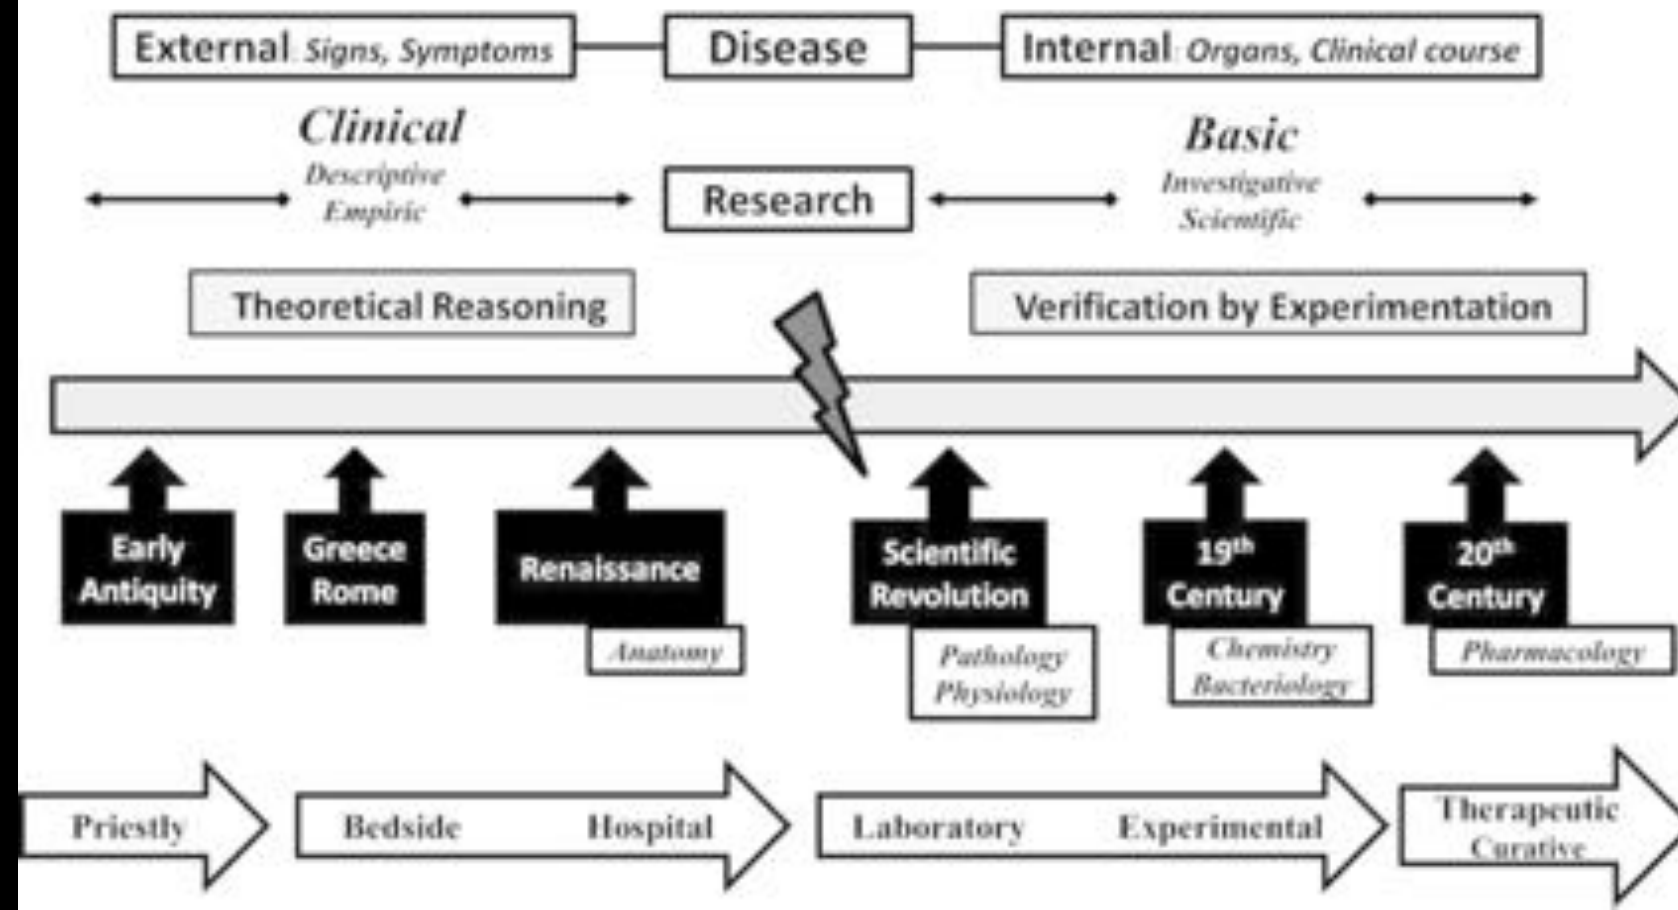 External: Signs, Symptoms
Disease
Internal: Organs, Clinical course
Clinical
Descriptive
Empiric
Research
Basic
Investigative
Scientific
Theoretical Reasoning
Verification by Experimentation
Early
Antiquity
Greece
Rome
Renaissance
Anatomy
Scientific
Revolution
Pathology
Physiology
19th
Century
Chemistry
Bacteriology
20th
Century
Pharmacology
Priestly
Bedside
Hospital
Laboratory
Experimental
Therapeutic
Curative